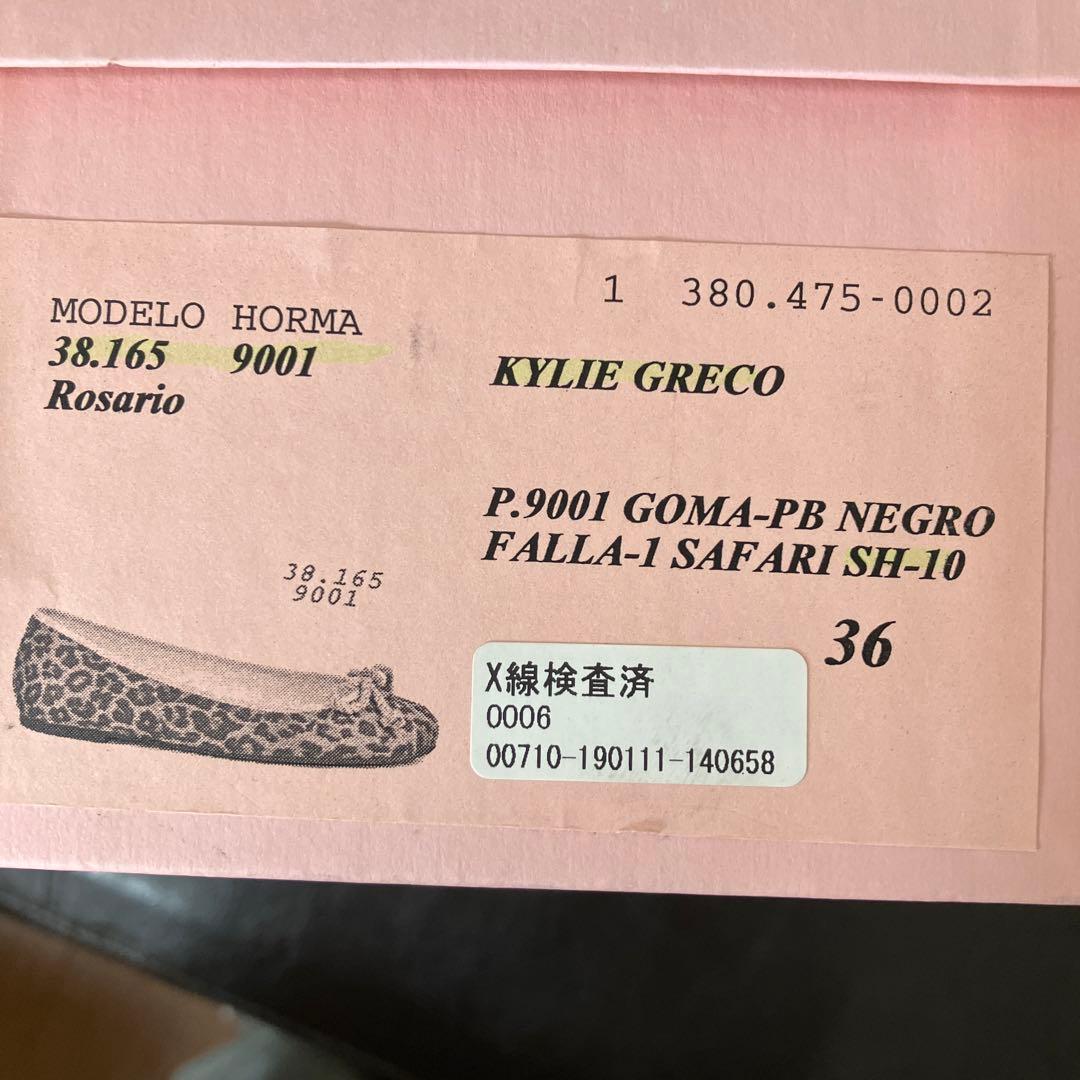 1 380.475-0002
MODELO HORMA
38.165 9001
Rosario
KYLIE GRECO
P.9001 GOMA-PB NEGRO
FALLA-1 SAFARI SH-10
36
38.165
9001
X線検査済
0006
00710-190111-140658